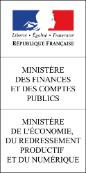 Liberté • Égalité • Fraternité
RÉPUBLIQUE FRANÇAISE
MINISTÈRE
DES FINANCES
ET DES COMPTES
PUBLICS
MINISTÈRE
DE L'ÉCONOMIE,
DU REDRESSEMENT
PRODUCTIF
ET DU NUMÉRIQUE